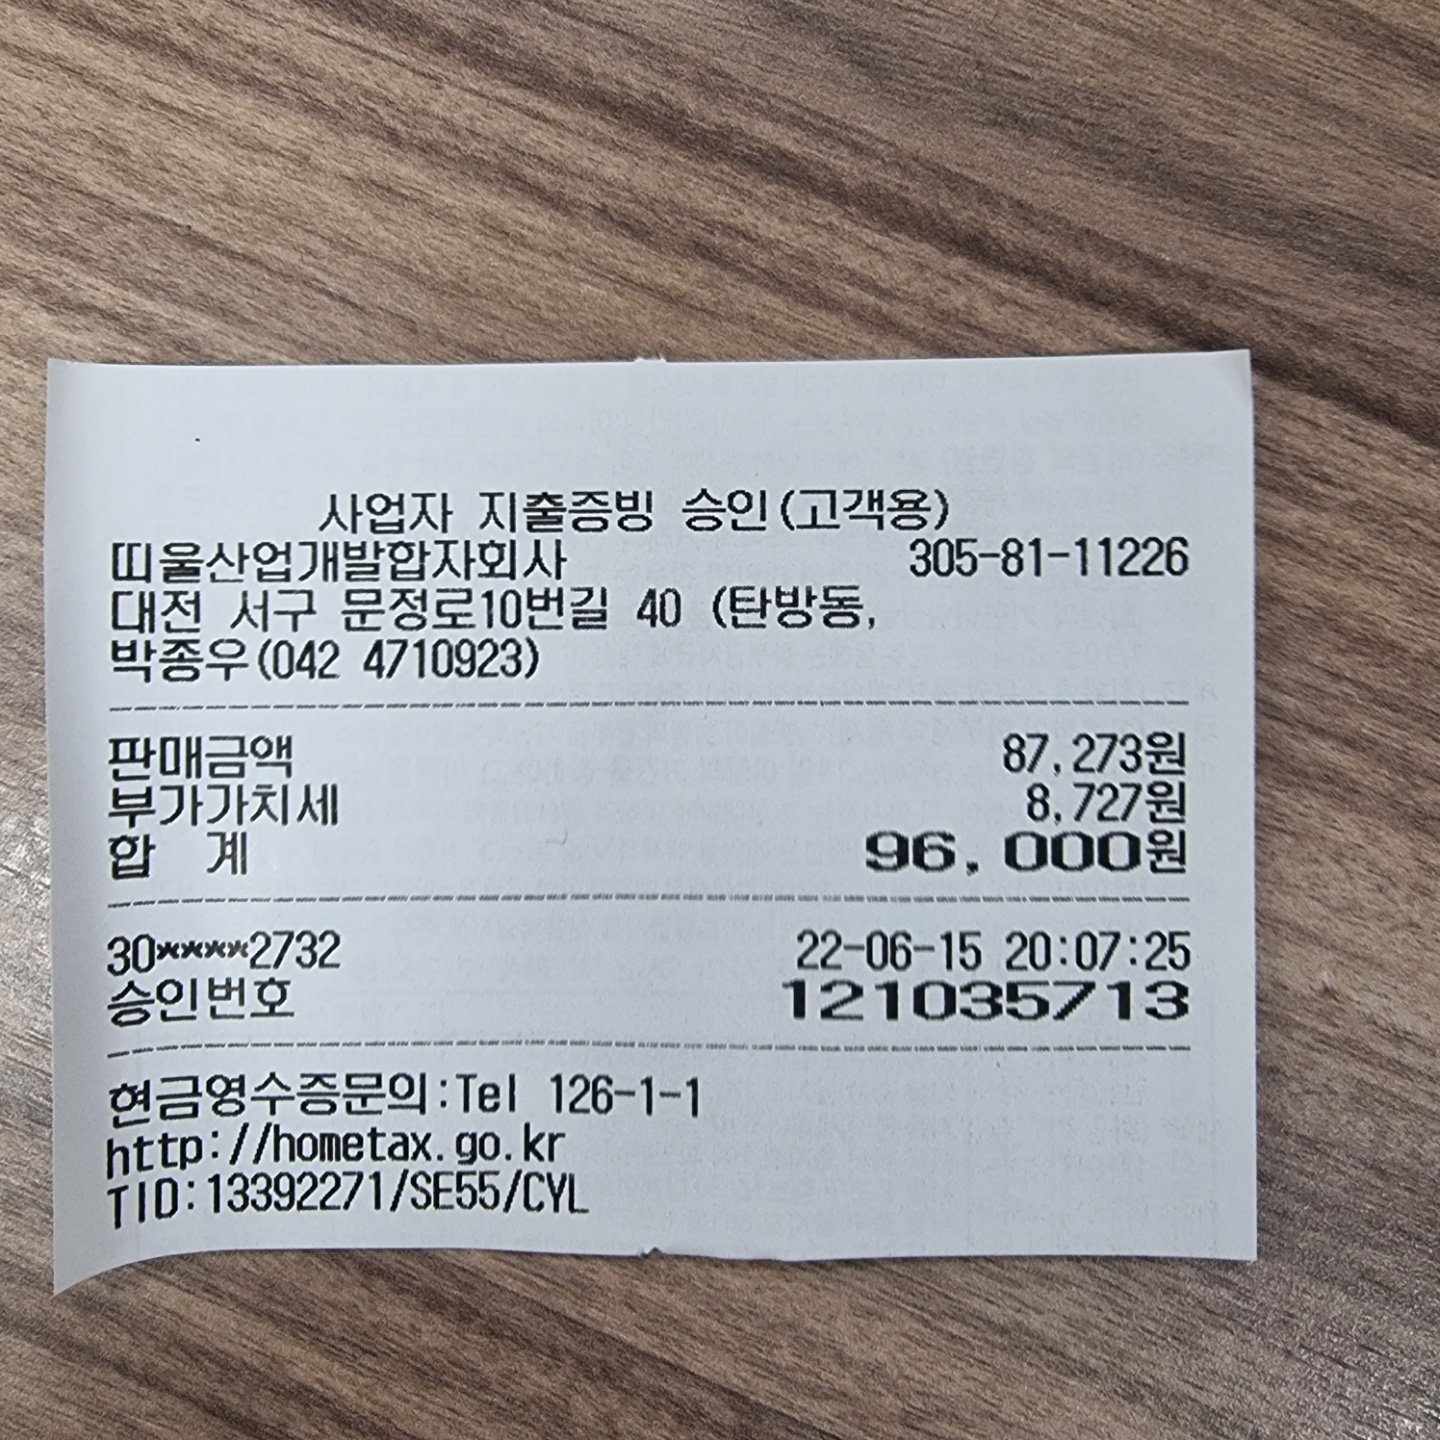 사업자 지출증빙 승인(고객용)
띠울산업개발합자회사 305-81-11226
대전 서구 문정로10번길 40 (탄방동,
박종우(042 4710923)
판매금액 87,273원
부가가치세 8,727원
합 계 96,000원
30****2732 22-06-15 20:07:25
승인번호 121035713
현금영수증문의:Tel 126-1-1
http://hometax.go.kr
TID:13392271/SE55/CYL